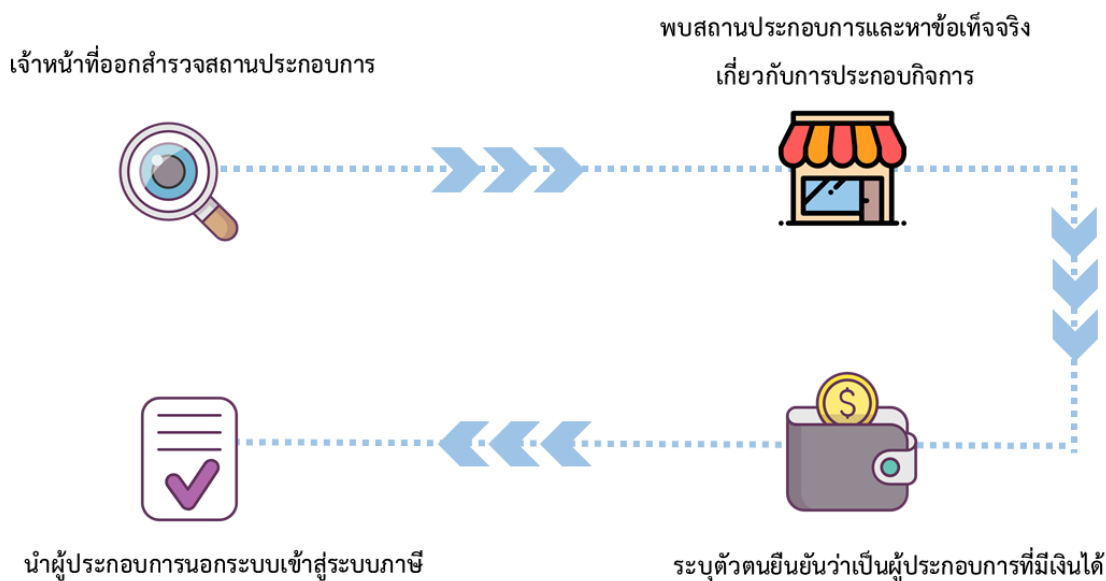 เจ้าหน้าที่ออกสำรวจสถานประกอบการ
พบสถานประกอบการและหาข้อเท็จจริง
เกี่ยวกับการประกอบกิจการ
นำผู้ประกอบการนอกระบบเข้าสู่ระบบภาษี
ระบุตัวตนยืนยันว่าเป็นผู้ประกอบการที่มีเงินได้